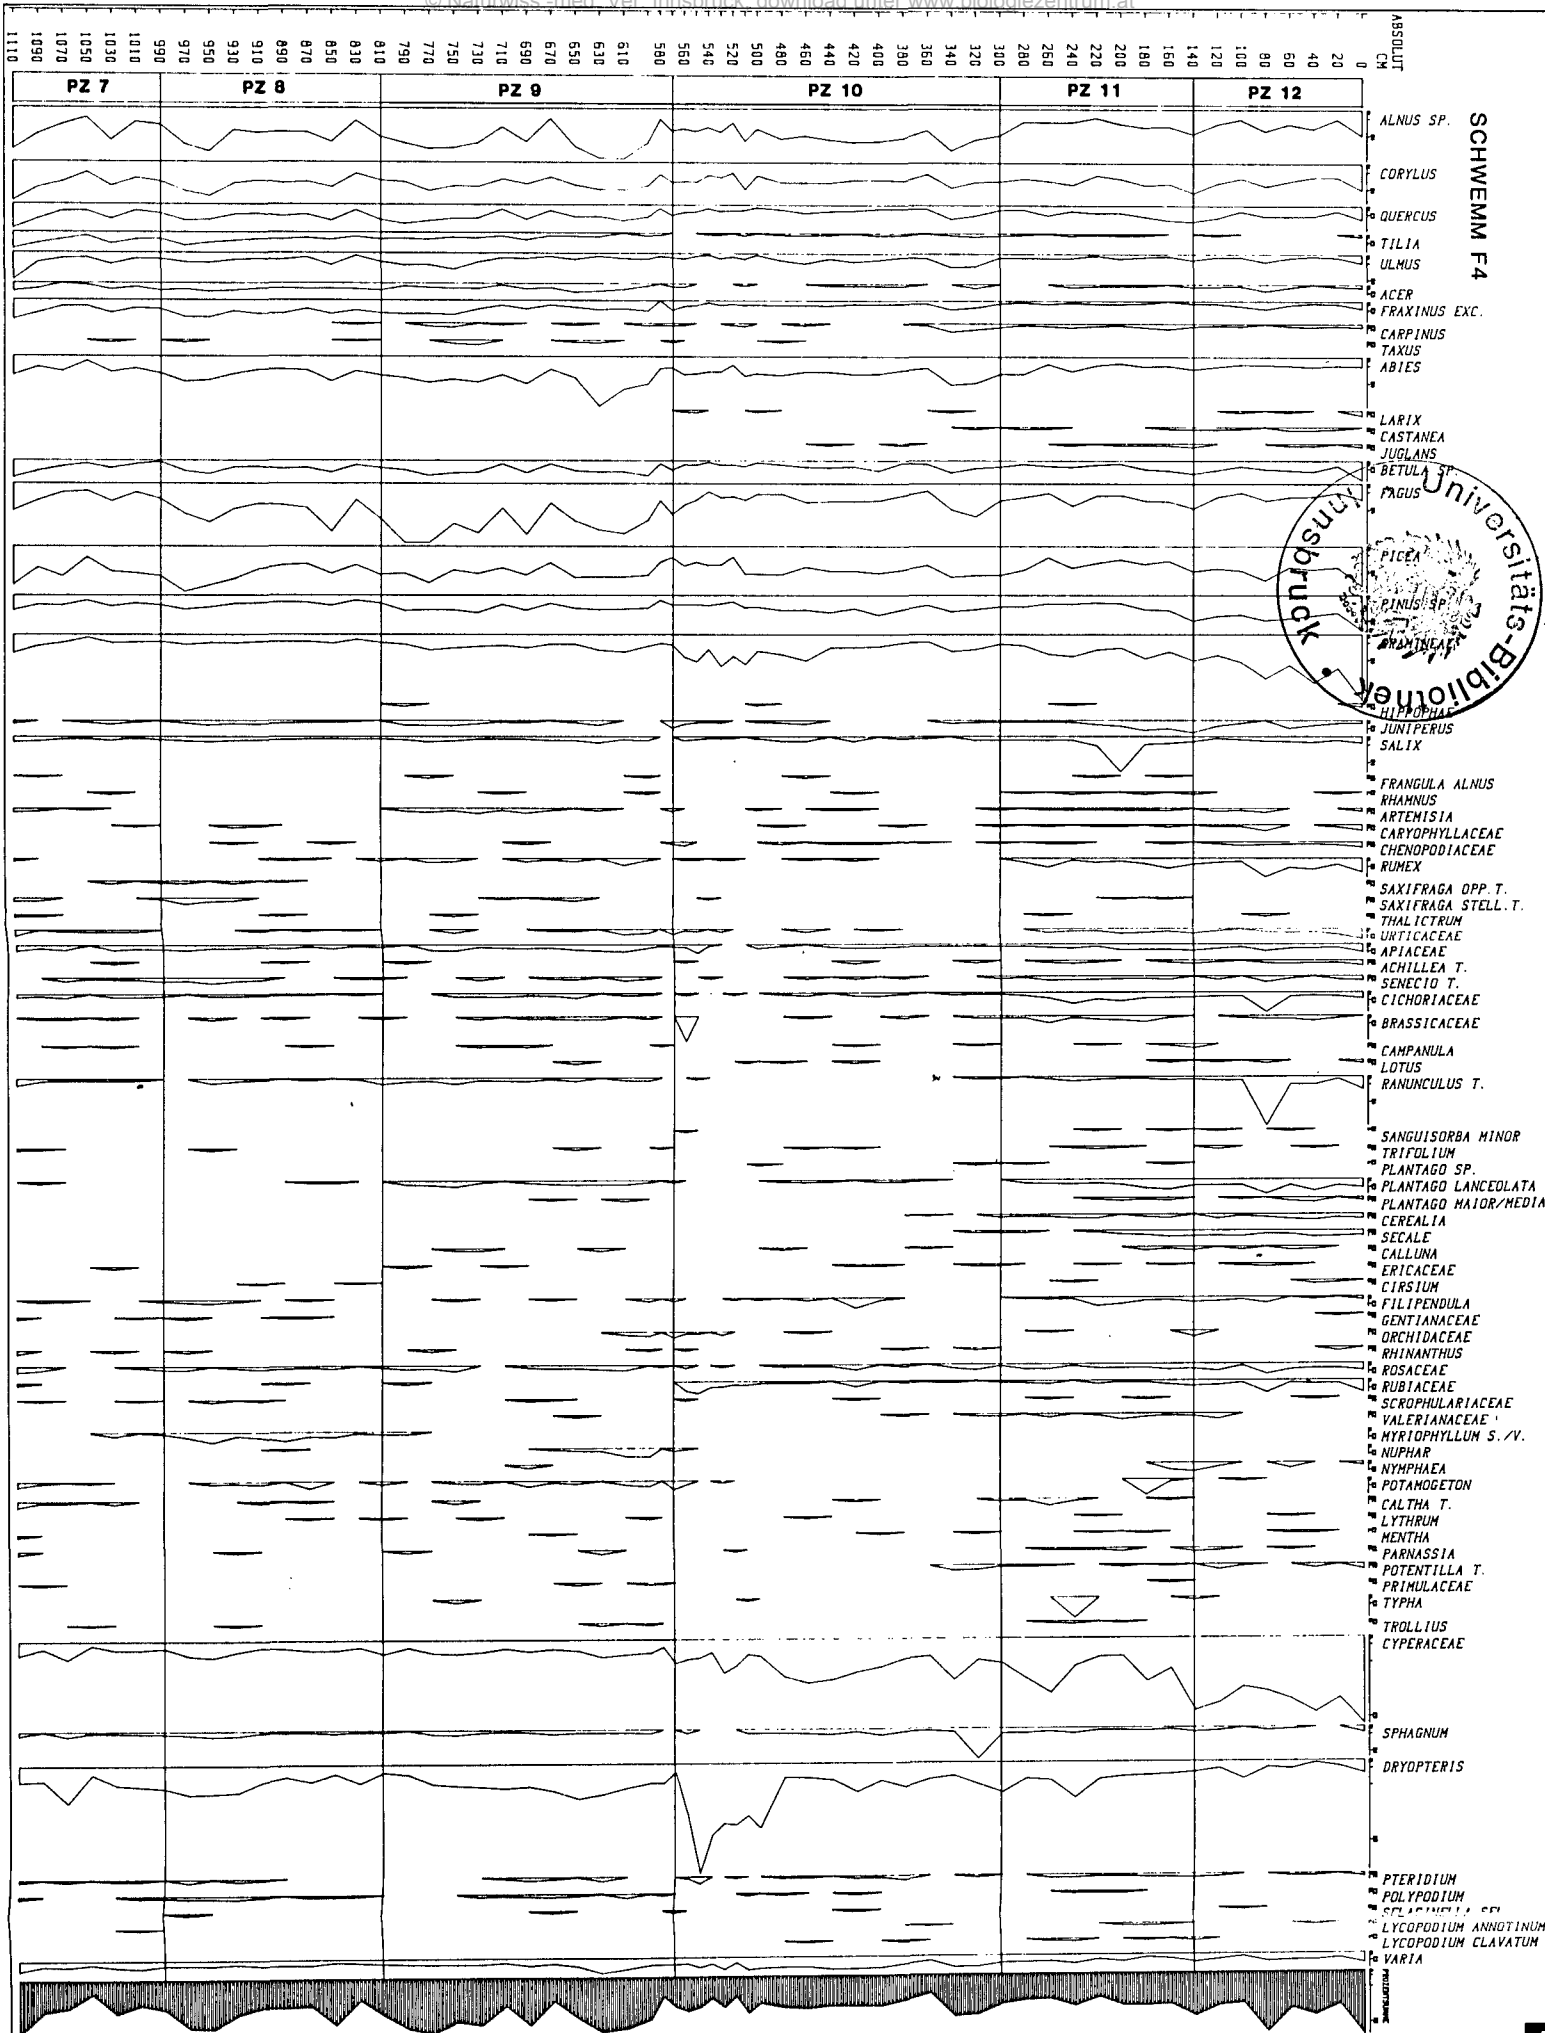 © Naturwiss.-med. Ver. Innsbruck, download unter www.biologiezentrum.at
ABSOLUT
CM
1110 1090 1070 1050 1030 1010 990 970 950 930 910 890 870 850 830 810 790 770 750 730 710 690 670 650 630 610 580 560 540 520 500 480 460 440 420 400 380 360 340 320 300 280 260 240 220 200 180 160 140 120 100 80 60 40 20 0
PZ 7 PZ 8 PZ 9 PZ 10 PZ 11 PZ 12
SCHWEMM F4
ALNUS SP.
CORYLUS
QUERCUS
TILIA
ULMUS
ACER
FRAXINUS EXC.
CARPINUS
TAXUS
ABIES
LARIX
CASTANEA
JUGLANS
BETULA SP.
FAGUS
PICEA
PINUS SP.
GRAMINEAE
Universitäts-Bibliothek
Innsbruck
HIPPOPHAE
JUNIPERUS
SALIX
FRANGULA ALNUS
RHAMNUS
ARTEMISIA
CARYOPHYLLACEAE
CHENOPODIACEAE
RUMEX
SAXIFRAGA OPP.T.
SAXIFRAGA STELL.T.
THALICTRUM
URTICACEAE
APIACEAE
ACHILLEA T.
SENECIO T.
CICHORIACEAE
BRASSICACEAE
CAMPANULA
LOTUS
RANUNCULUS T.
SANGUISORBA MINOR
TRIFOLIUM
PLANTAGO SP.
PLANTAGO LANCEOLATA
PLANTAGO MAIOR/MEDIA
CEREALIA
SECALE
CALLUNA
ERICACEAE
CIRSIUM
FILIPENDULA
GENTIANACEAE
ORCHIDACEAE
RHINANTHUS
ROSACEAE
RUBIACEAE
SCROPHULARIACEAE
VALERIANACEAE
MYRIOPHYLLUM S./V.
NUPHAR
NYMPHAEA
POTAMOGETON
CALTHA T.
LYTHRUM
MENTHA
PARNASSIA
POTENTILLA T.
PRIMULACEAE
TYPHA
TROLLIUS
CYPERACEAE
SPHAGNUM
DRYOPTERIS
PTERIDIUM
POLYPODIUM
SELAGINELLA SEL
LYCOPODIUM ANNOTINUM
LYCOPODIUM CLAVATUM
VARIA